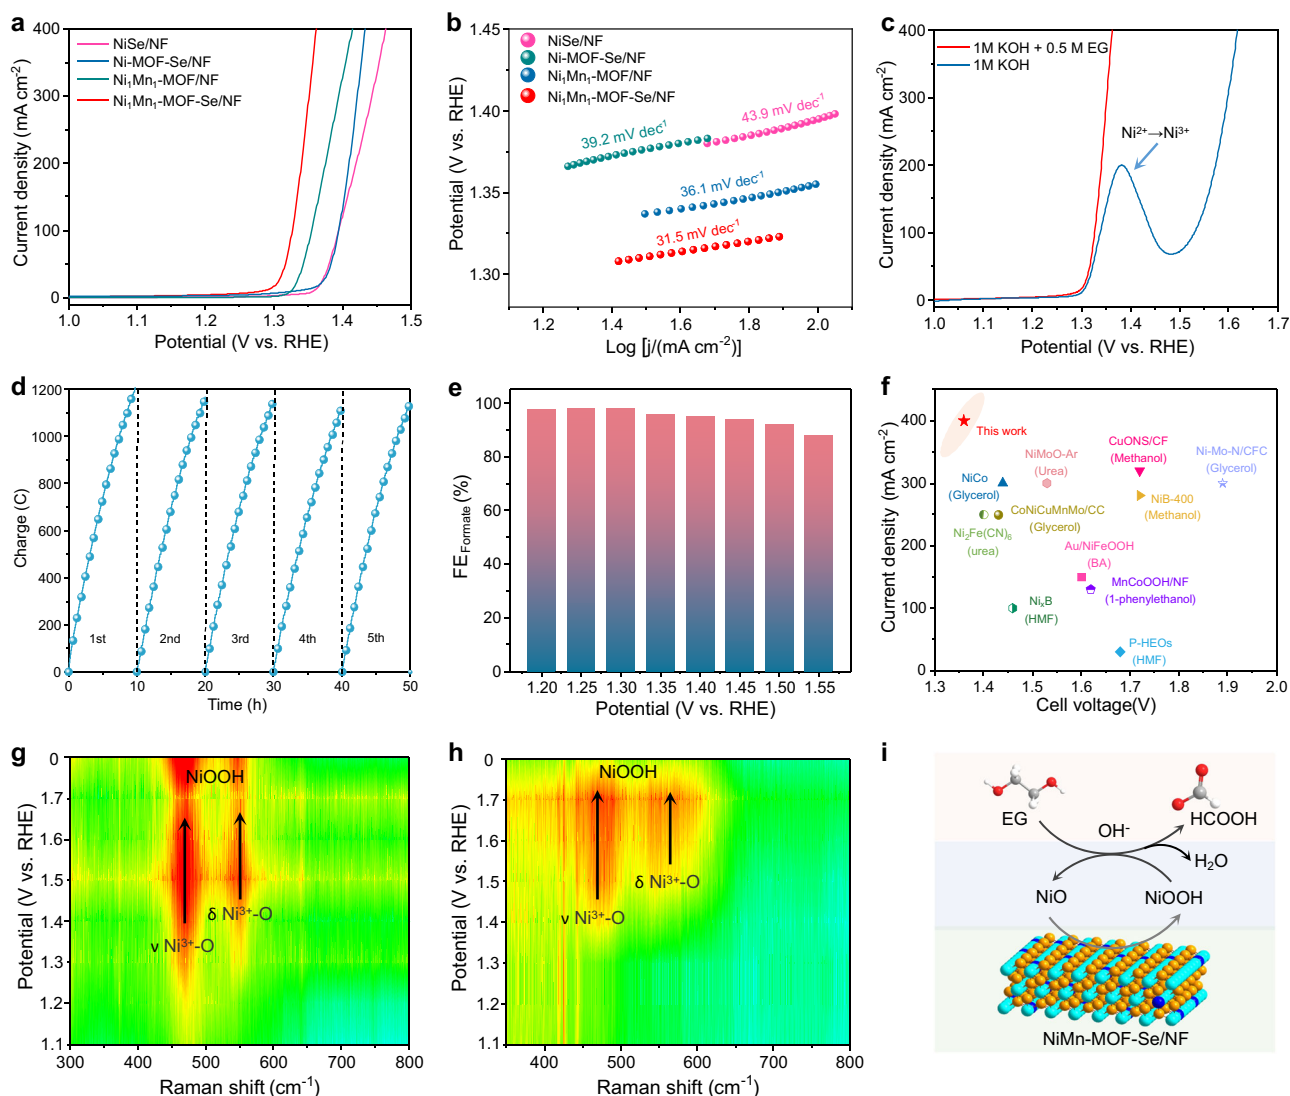 a
400
300
200
100
0
Current density (mA cm⁻²)
NiSe/NF
Ni-MOF-Se/NF
Ni₁Mn₁-MOF/NF
Ni₁Mn₁-MOF-Se/NF
1.0 1.1 1.2 1.3 1.4 1.5
Potential (V vs. RHE)
b
1.45
1.40
1.35
1.30
Potential (V vs. RHE)
NiSe/NF
Ni-MOF-Se/NF
Ni₁Mn₁-MOF/NF
Ni₁Mn₁-MOF-Se/NF
39.2 mV dec⁻¹
43.9 mV dec⁻¹
36.1 mV dec⁻¹
31.5 mV dec⁻¹
1.2 1.4 1.6 1.8 2.0
Log [j/(mA cm⁻²)]
c
400
300
200
100
0
Current density (mA cm⁻²)
1M KOH + 0.5 M EG
1M KOH
Ni²⁺→Ni³⁺
1.0 1.1 1.2 1.3 1.4 1.5 1.6 1.7
Potential (V vs. RHE)
d
1200
1000
800
600
400
200
0
Charge (C)
1st 2nd 3rd 4th 5th
0 10 20 30 40 50
Time (h)
e
100
80
60
40
20
0
FE_Formate (%)
1.20 1.25 1.30 1.35 1.40 1.45 1.50 1.55
Potential (V vs. RHE)
f
400
300
200
100
0
Current density (mA cm⁻²)
This work
NiMoO-Ar
(Urea)
CuONS/CF
(Methanol)
Ni-Mo-N/CFC
(Glycerol)
NiCo
(Glycerol)
NiB-400
(Methanol)
CoNiCuMnMo/CC
(Glycerol)
Ni₂Fe(CN)₆
(urea)
Au/NiFeOOH
(BA)
MnCoOOH/NF
(1-phenylethanol)
NiₓB
(HMF)
P-HEOs
(HMF)
1.3 1.4 1.5 1.6 1.7 1.8 1.9 2.0
Cell voltage(V)
g
0
1.7
1.6
1.5
1.4
1.3
1.2
1.1
Potential (V vs. RHE)
NiOOH
δ Ni³⁺-O
ν Ni³⁺-O
300 400 500 600 700 800
Raman shift (cm⁻¹)
h
0
1.7
1.6
1.5
1.4
1.3
1.2
1.1
Potential (V vs. RHE)
NiOOH
δ Ni³⁺-O
ν Ni³⁺-O
400 500 600 700 800
Raman shift (cm⁻¹)
i
EG
HCOOH
OH⁻
H₂O
NiO
NiOOH
NiMn-MOF-Se/NF